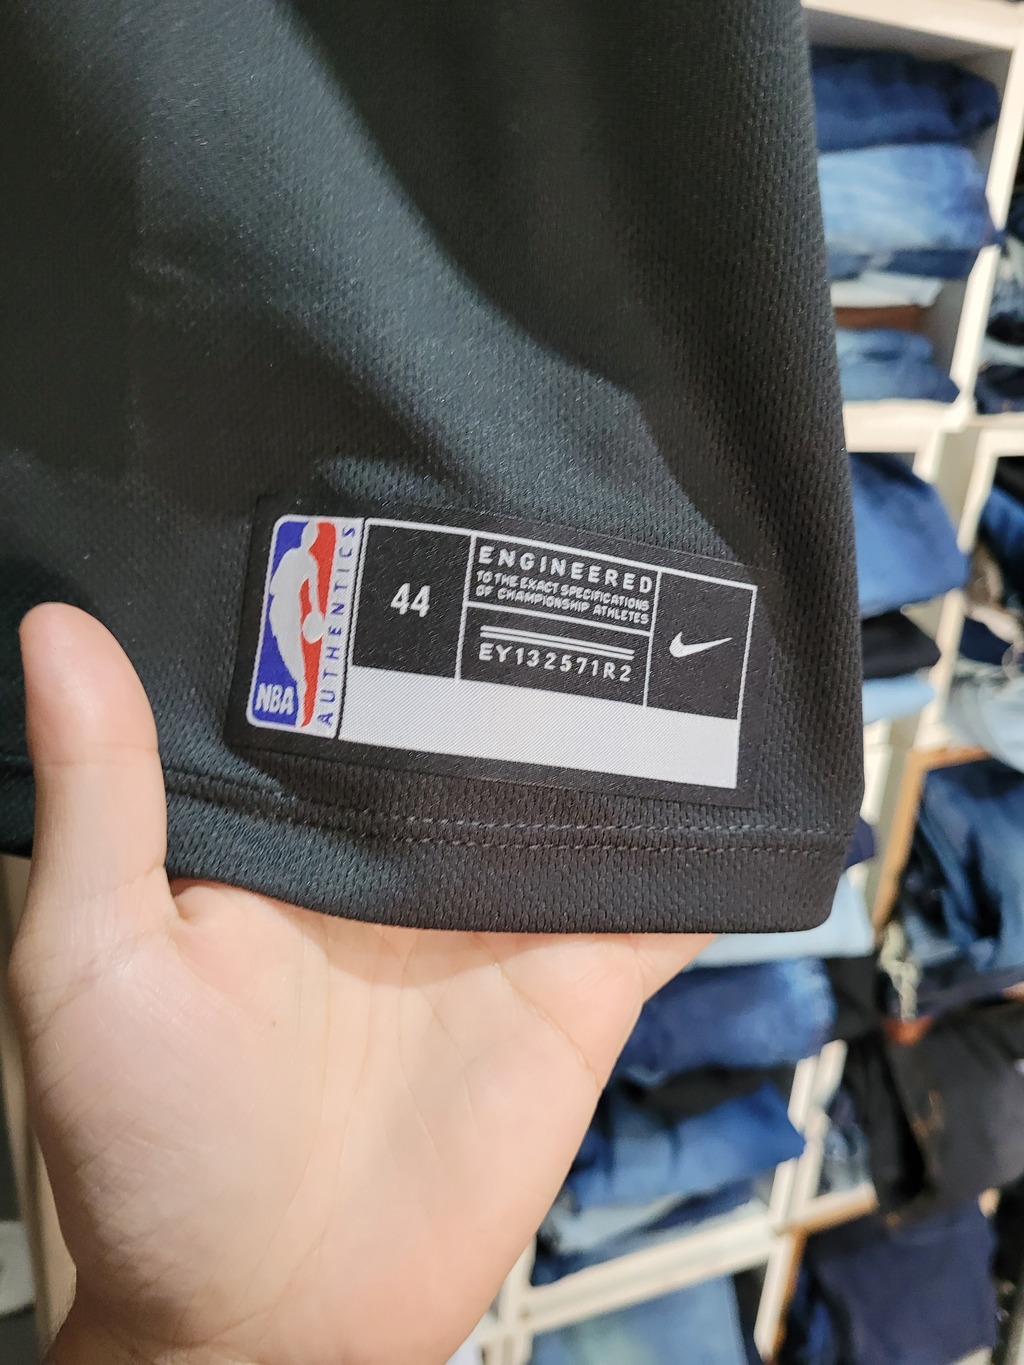 NBA
AUTHENTICS
44
ENGINEERED
TO THE EXACT SPECIFICATIONS
OF CHAMPIONSHIP ATHLETES
EY132571R2